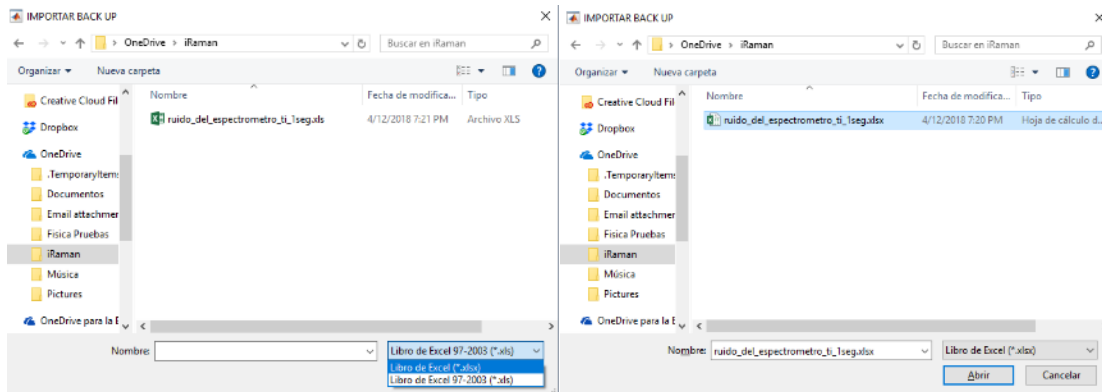 IMPORTAR BACK UP
OneDrive > iRaman
Buscar en iRaman
Organizar
Nueva carpeta
Creative Cloud Fil
Dropbox
OneDrive
.TemporaryItems
Documentos
Email attachmer
Fisica Pruebas
iRaman
Música
Pictures
OneDrive para la E
Nombre
Fecha de modifica...
Tipo
ruido_del_espectrometro_ti_1seg.xls
4/12/2018 7:21 PM
Archivo XLS
Nombre:
Libro de Excel 97-2003 (*.xls)
Libro de Excel (*.xlsx)
Libro de Excel 97-2003 (*.xls)
IMPORTAR BACK UP
OneDrive > iRaman
Buscar en iRaman
Organizar
Nueva carpeta
Creative Cloud Fil
Dropbox
OneDrive
.TemporaryItems
Documentos
Email attachmer
Fisica Pruebas
iRaman
Música
Pictures
OneDrive para la E
Nombre
Fecha de modifica...
Tipo
ruido_del_espectrometro_ti_1seg.xlsx
4/12/2018 7:20 PM
Hoja de cálculo d...
Nombre: ruido_del_espectrometro_ti_1seg.xlsx
Libro de Excel (*.xlsx)
Abrir
Cancelar